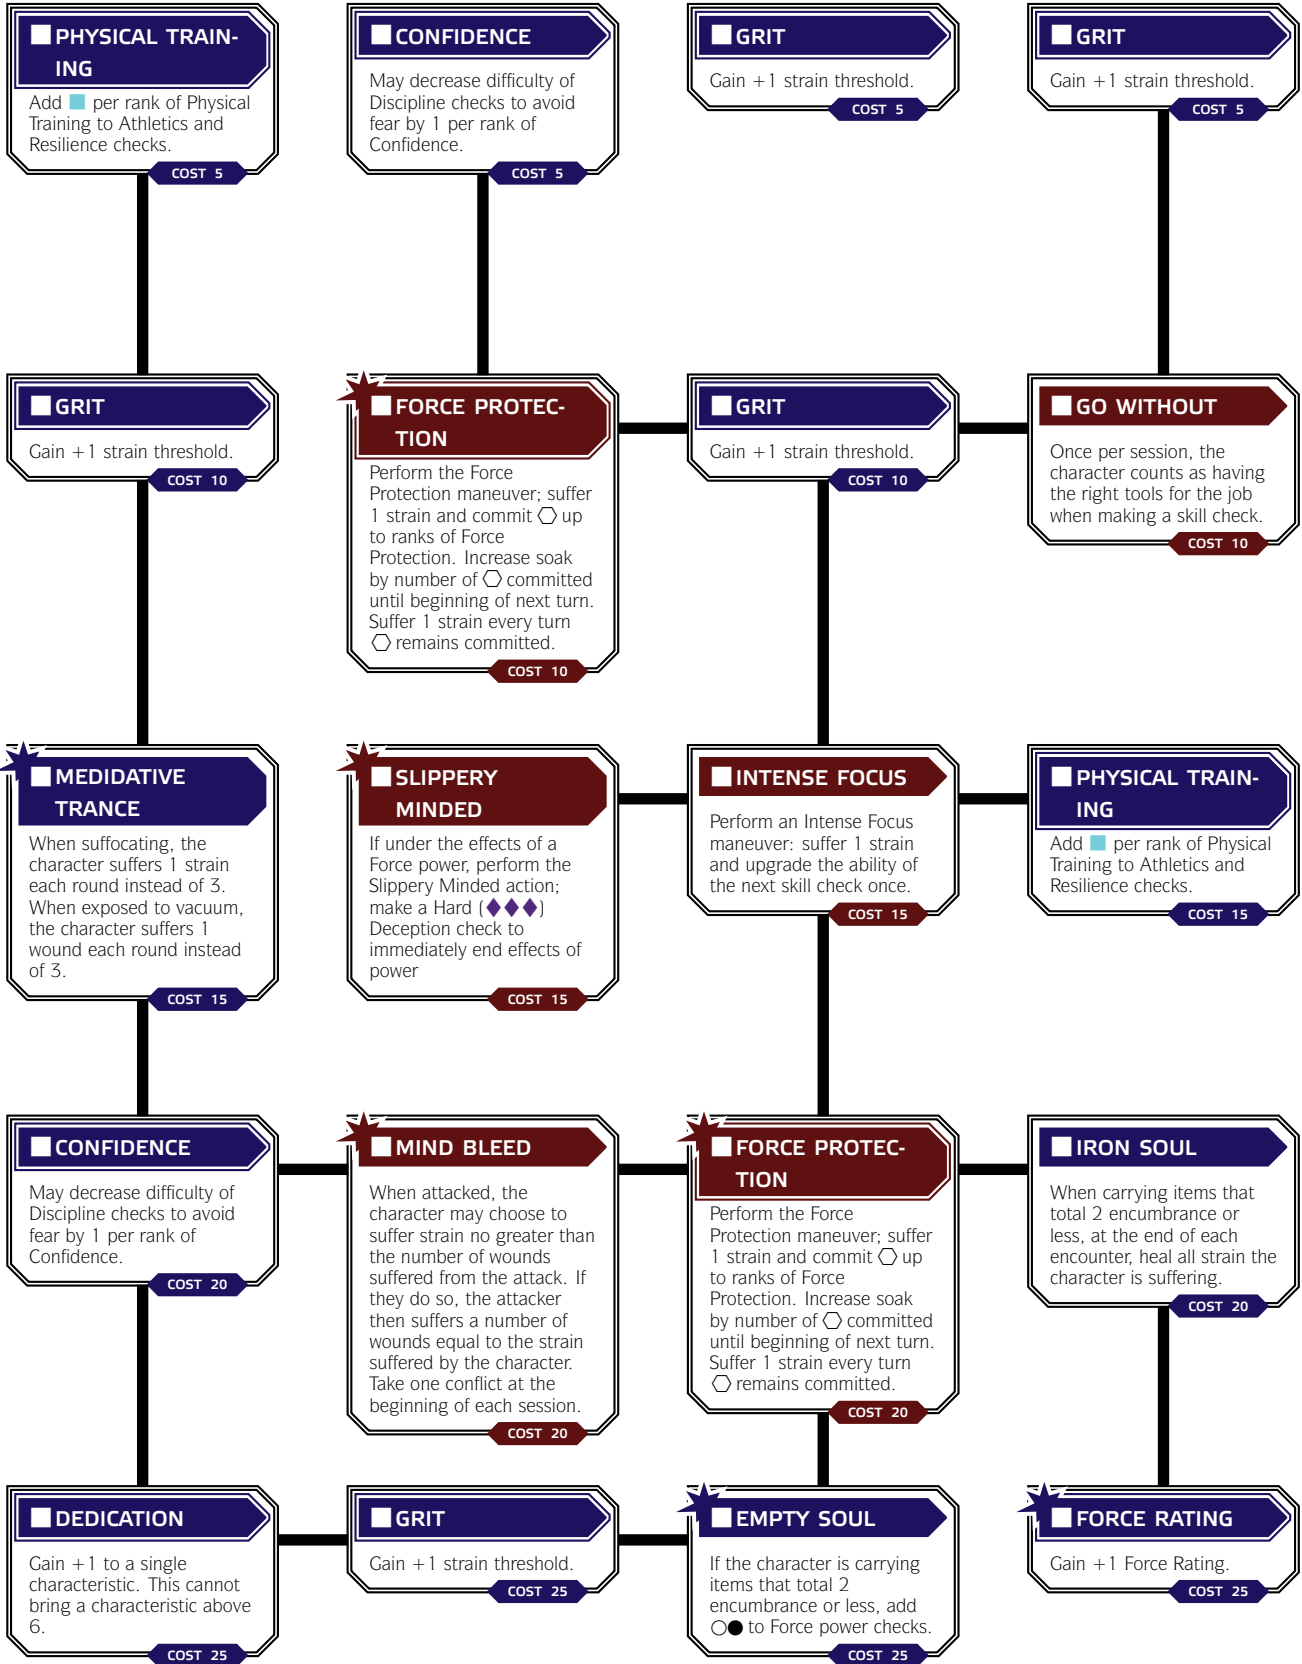 PHYSICAL TRAIN-
ING
Add per rank of Physical
Training to Athletics and
Resilience checks.
COST 5
CONFIDENCE
May decrease difficulty of
Discipline checks to avoid
fear by 1 per rank of
Confidence.
COST 5
GRIT
Gain +1 strain threshold.
COST 5
GRIT
Gain +1 strain threshold.
COST 5
GRIT
Gain +1 strain threshold.
COST 10
FORCE PROTEC-
TION
Perform the Force
Protection maneuver; suffer
1 strain and commit ⬡ up
to ranks of Force
Protection. Increase soak
by number of ⬡ committed
until beginning of next turn.
Suffer 1 strain every turn
⬡ remains committed.
COST 10
GRIT
Gain +1 strain threshold.
COST 10
GO WITHOUT
Once per session, the
character counts as having
the right tools for the job
when making a skill check.
COST 10
MEDIDATIVE
TRANCE
When suffocating, the
character suffers 1 strain
each round instead of 3.
When exposed to vacuum,
the character suffers 1
wound each round instead
of 3.
COST 15
SLIPPERY
MINDED
If under the effects of a
Force power, perform the
Slippery Minded action;
make a Hard (♦♦♦)
Deception check to
immediately end effects of
power
COST 15
INTENSE FOCUS
Perform an Intense Focus
maneuver: suffer 1 strain
and upgrade the ability of
the next skill check once.
COST 15
PHYSICAL TRAIN-
ING
Add per rank of Physical
Training to Athletics and
Resilience checks.
COST 15
CONFIDENCE
May decrease difficulty of
Discipline checks to avoid
fear by 1 per rank of
Confidence.
COST 20
MIND BLEED
When attacked, the
character may choose to
suffer strain no greater than
the number of wounds
suffered from the attack. If
they do so, the attacker
then suffers a number of
wounds equal to the strain
suffered by the character.
Take one conflict at the
beginning of each session.
COST 20
FORCE PROTEC-
TION
Perform the Force
Protection maneuver; suffer
1 strain and commit ⬡ up
to ranks of Force
Protection. Increase soak
by number of ⬡ committed
until beginning of next turn.
Suffer 1 strain every turn
⬡ remains committed.
COST 20
IRON SOUL
When carrying items that
total 2 encumbrance or
less, at the end of each
encounter, heal all strain the
character is suffering.
COST 20
DEDICATION
Gain +1 to a single
characteristic. This cannot
bring a characteristic above
6.
COST 25
GRIT
Gain +1 strain threshold.
COST 25
EMPTY SOUL
If the character is carrying
items that total 2
encumbrance or less, add
○● to Force power checks.
COST 25
FORCE RATING
Gain +1 Force Rating.
COST 25